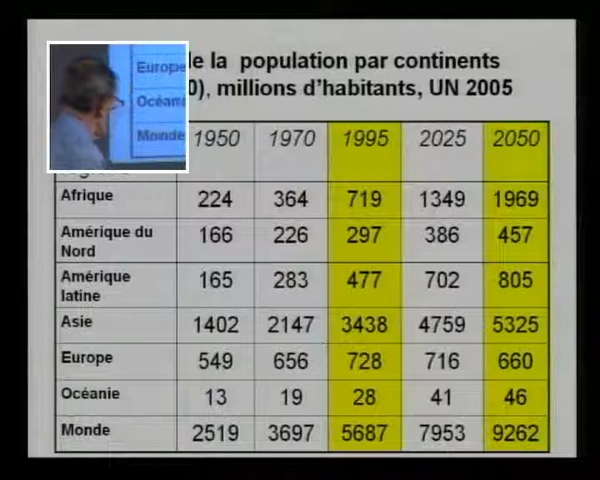 de la population par continents
0), millions d'habitants, UN 2005
Europe
Océanie
Monde
1950 1970 1995 2025 2050
Afrique 224 364 719 1349 1969
Amérique du Nord 166 226 297 386 457
Amérique latine 165 283 477 702 805
Asie 1402 2147 3438 4759 5325
Europe 549 656 728 716 660
Océanie 13 19 28 41 46
Monde 2519 3697 5687 7953 9262